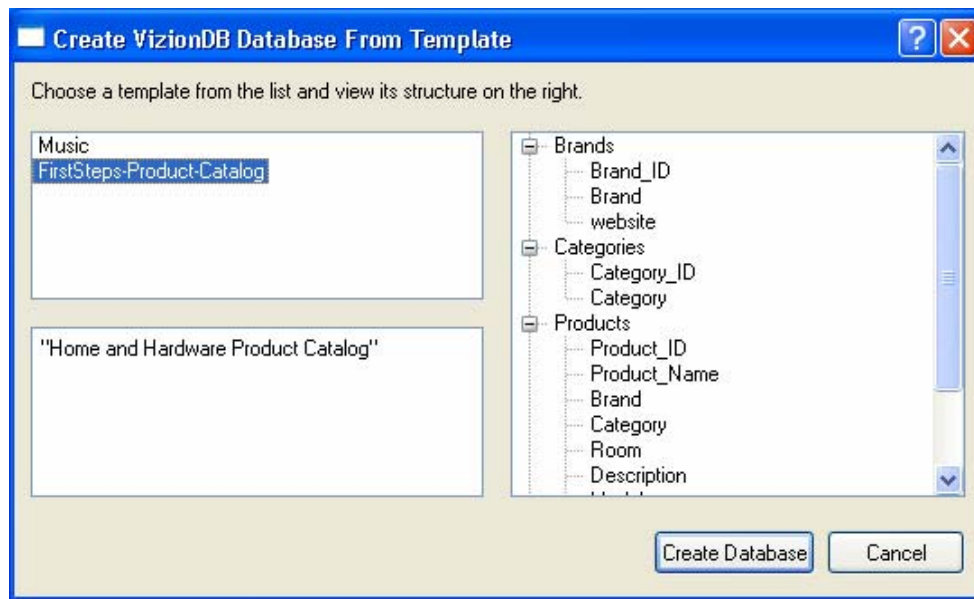 Create VizionDB Database From Template
Choose a template from the list and view its structure on the right.
Music
FirstSteps-Product-Catalog
"Home and Hardware Product Catalog"
Brands
Brand_ID
Brand
website
Categories
Category_ID
Category
Products
Product_ID
Product_Name
Brand
Category
Room
Description
Create Database
Cancel